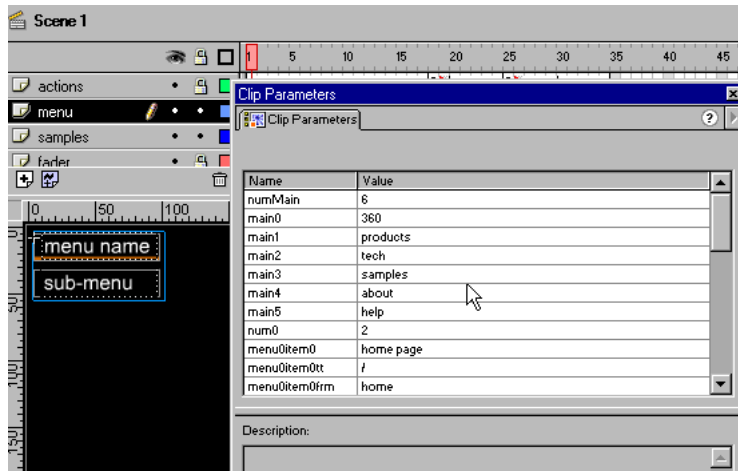 Scene 1
1 5 10 15 20 25 30 35 40 45
actions
menu
samples
fader
0 50 100
0
50
100
150
menu name
sub-menu
Clip Parameters
Clip Parameters
?
Name Value
numMain 6
main0 360
main1 products
main2 tech
main3 samples
main4 about
main5 help
num0 2
menu0item0 home page
menu0item0tt /
menu0item0frm home
Description: